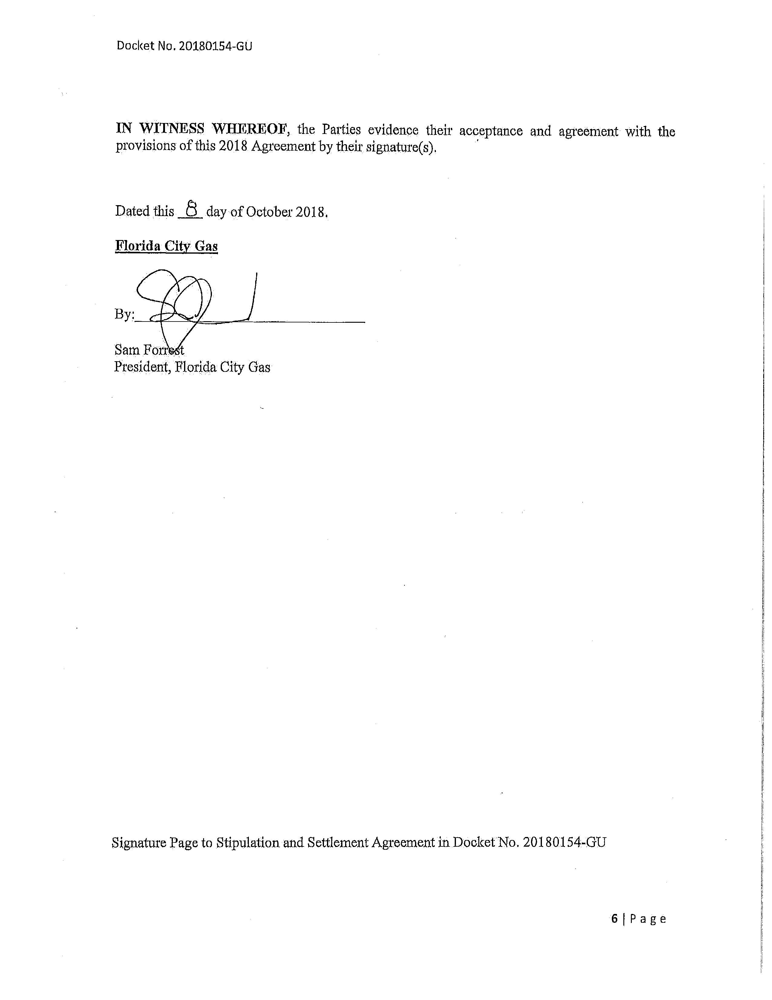 Docket No. 20180154-GU
IN WITNESS WHEREOF, the Parties evidence their acceptance and agreement with the
provisions of this 2018 Agreement by their signature(s).
Dated this 8 day of October 2018.
Florida City Gas
By:
Sam Forrest
President, Florida City Gas
Signature Page to Stipulation and Settlement Agreement in Docket No. 20180154-GU
6 | Page